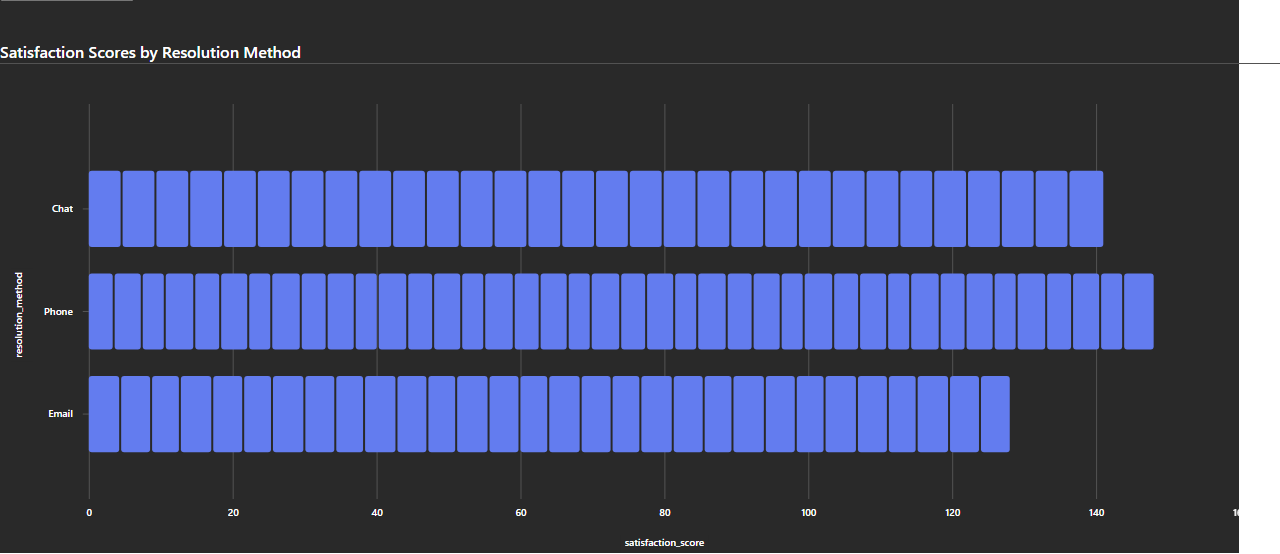 Satisfaction Scores by Resolution Method
Chat
Phone
Email
resolution_method
0 20 40 60 80 100 120 140
satisfaction_score